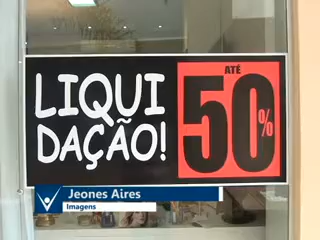 LIQUI
DAÇÃO!
ATÉ
50%
Jeones Aires
Imagens